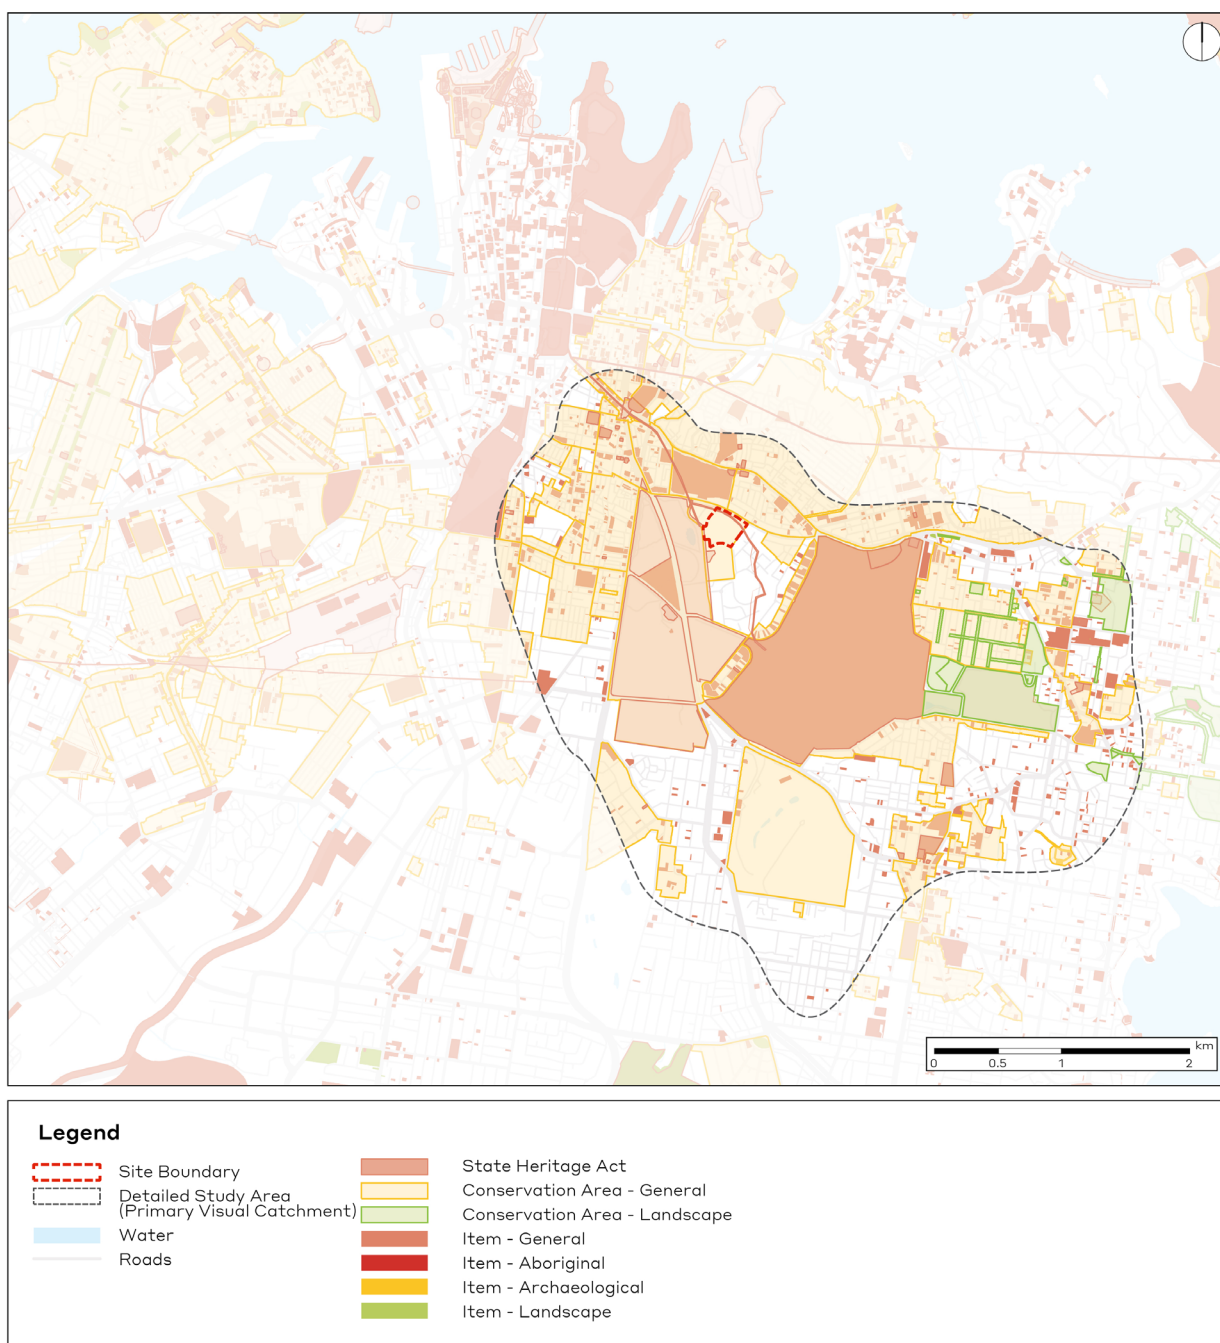 km
0 0.5 1 2
Legend
Site Boundary
Detailed Study Area
(Primary Visual Catchment)
Water
Roads
State Heritage Act
Conservation Area - General
Conservation Area - Landscape
Item - General
Item - Aboriginal
Item - Archaeological
Item - Landscape